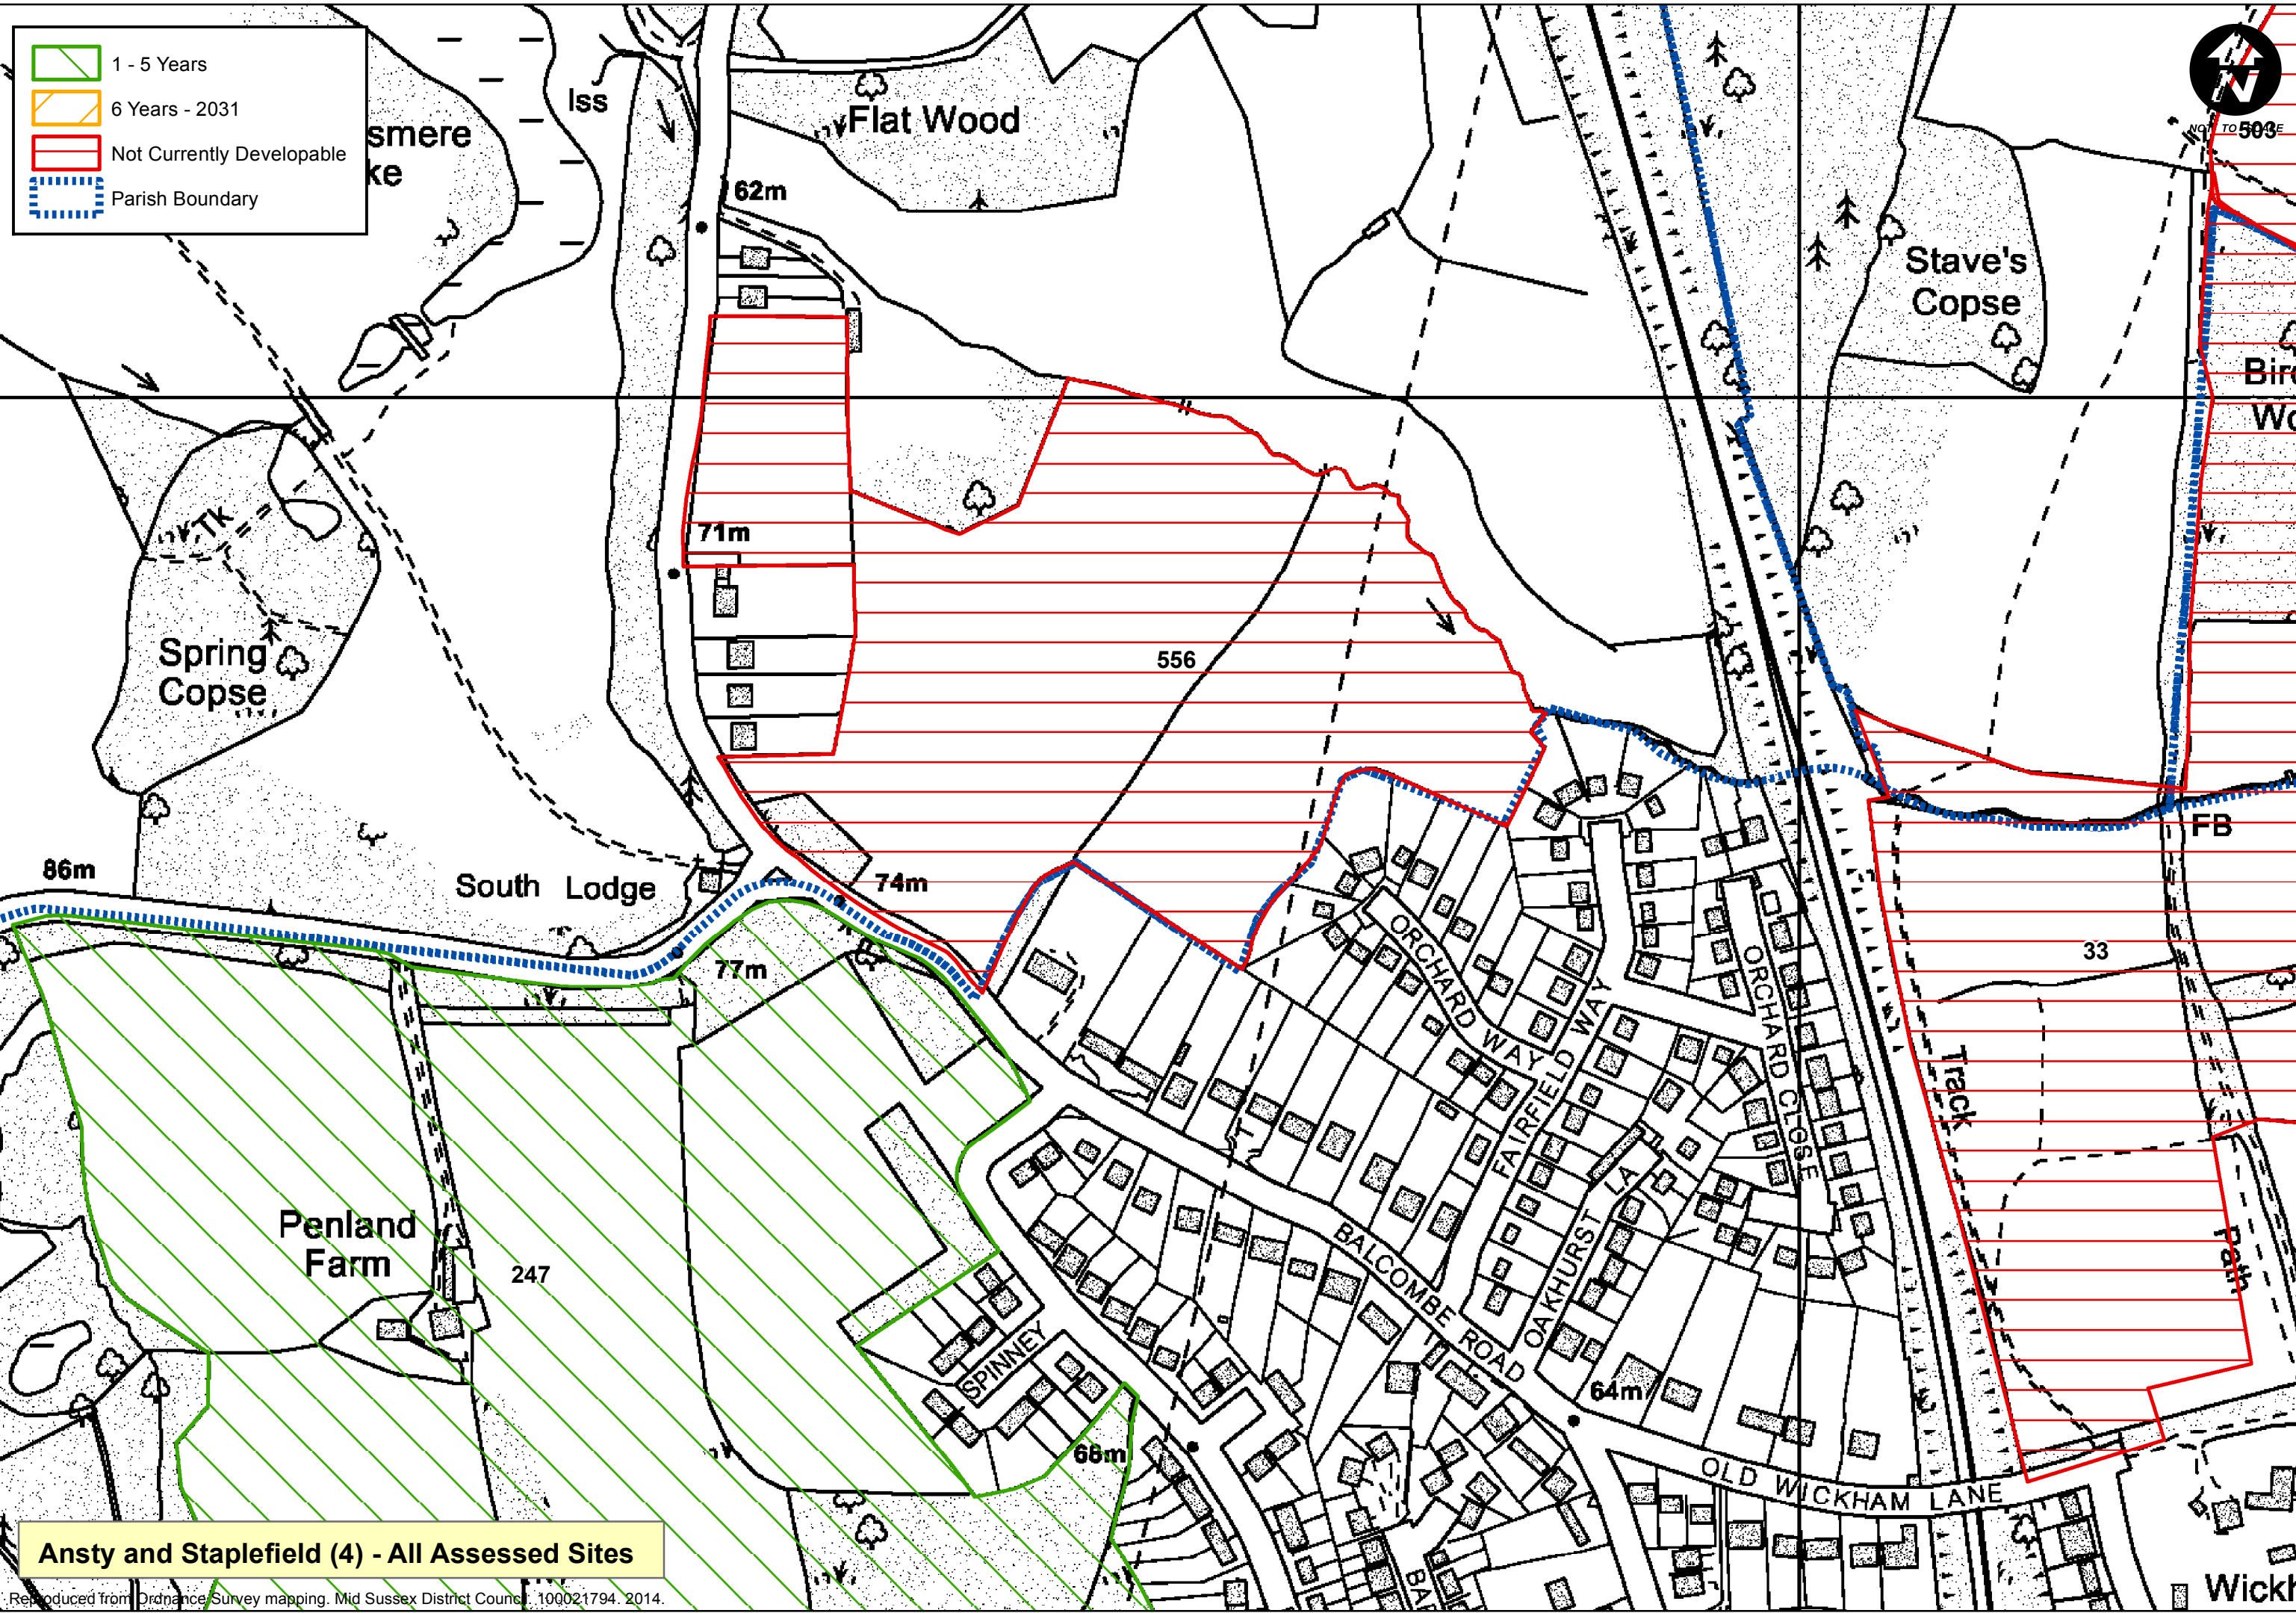 1 - 5 Years
6 Years - 2031
Not Currently Developable
Parish Boundary
smere
ke
Iss
Flat Wood
62m
503
Stave's
Copse
71m
Tk
Spring
Copse
556
86m
South Lodge
74m
77m
FB
33
ORCHARD WAY
FAIRFIELD WAY
ORCHARD CLOSE
Track
Path
Penland
Farm
247
BALCOMBE ROAD
OAKHURST LA
SPINNEY
64m
68m
OLD WICKHAM LANE
Ansty and Staplefield (4) - All Assessed Sites
Reproduced from Ordnance Survey mapping. Mid Sussex District Council. 100021794. 2014.